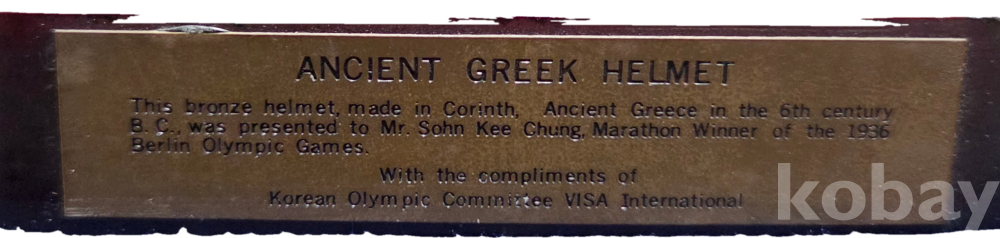 ANCIENT GREEK HELMET
This bronze helmet, made in Corinth, Ancient Greece in the 6th century
B. C., was presented to Mr. Sohn Kee Chung, Marathon Winner of the 1936
Berlin Olympic Games.
With the compliments of
Korean Olympic Committee VISA International
kobay